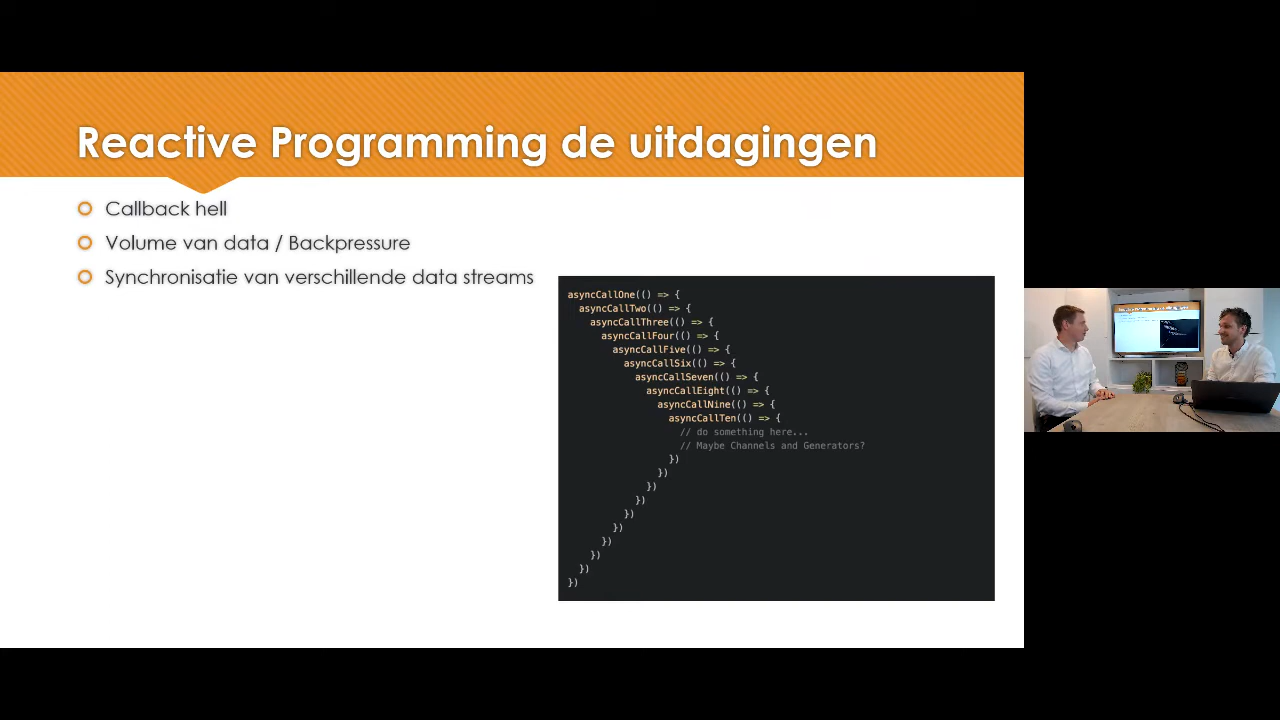 Reactive Programming de uitdagingen
Callback hell
Volume van data / Backpressure
Synchronisatie van verschillende data streams
asyncCallOne(() => {
asyncCallTwo(() => {
asyncCallThree(() => {
asyncCallFour(() => {
asyncCallFive(() => {
asyncCallSix(() => {
asyncCallSeven(() => {
asyncCallEight(() => {
asyncCallNine(() => {
asyncCallTen(() => {
// do something here...
// Maybe Channels and Generators?
})
})
})
})
})
})
})
})
})
})